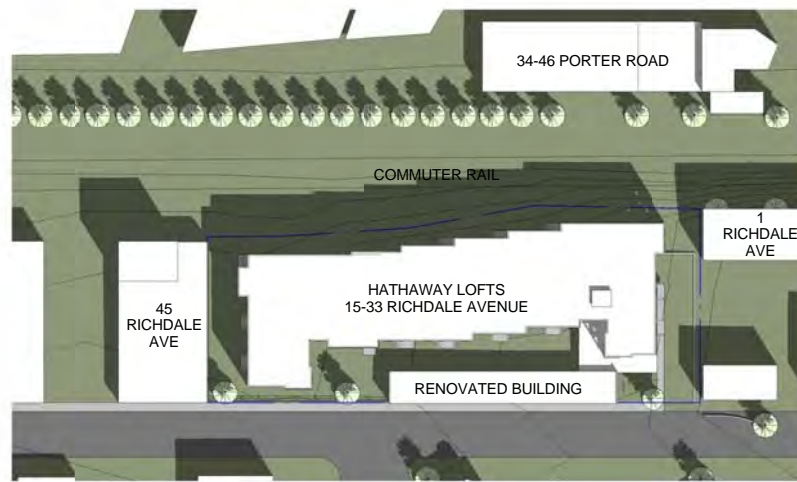 34-46 PORTER ROAD
COMMUTER RAIL
1
RICHDALE
AVE
HATHAWAY LOFTS
15-33 RICHDALE AVENUE
45
RICHDALE
AVE
RENOVATED BUILDING